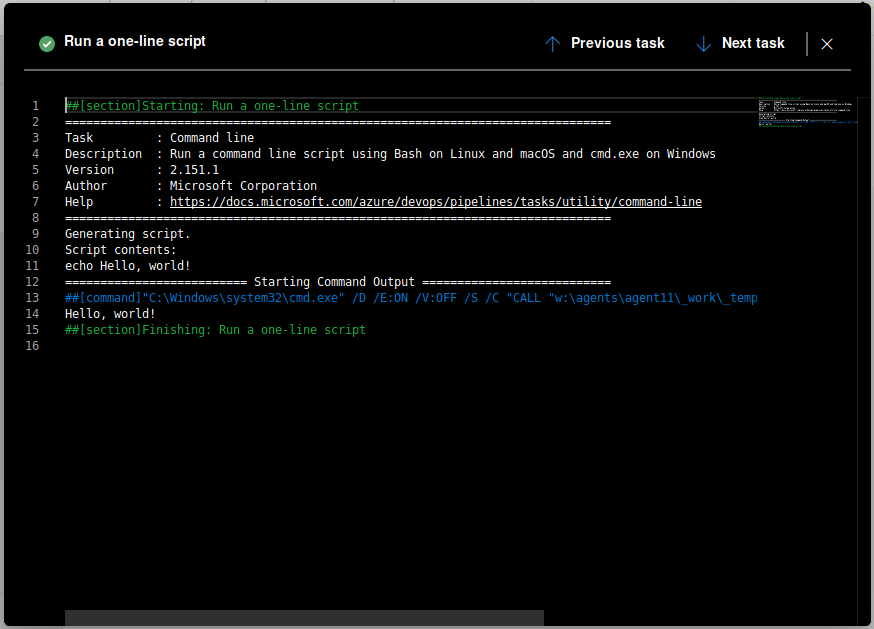 Run a one-line script
Previous task
Next task
1 ##[section]Starting: Run a one-line script
2 ==============================================================================
3 Task         : Command line
4 Description  : Run a command line script using Bash on Linux and macOS and cmd.exe on Windows
5 Version      : 2.151.1
6 Author       : Microsoft Corporation
7 Help         : https://docs.microsoft.com/azure/devops/pipelines/tasks/utility/command-line
8 ==============================================================================
9 Generating script.
10 Script contents:
11 echo Hello, world!
12 ========================== Starting Command Output ===========================
13 ##[command]"C:\Windows\system32\cmd.exe" /D /E:ON /V:OFF /S /C "CALL "w:\agents\agent11\_work\_temp
14 Hello, world!
15 ##[section]Finishing: Run a one-line script
16